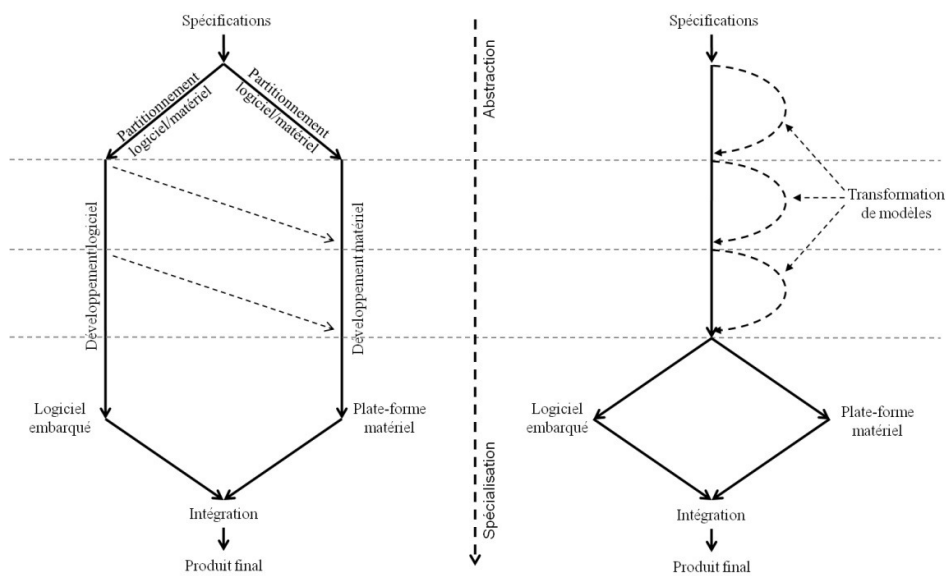 Spécifications
Partitionnement
logiciel/matériel
Partitionnement
logiciel/matériel
Développement logiciel
Développement matériel
Logiciel
embarqué
Plate-forme
matériel
Intégration
Produit final
Abstraction
Spécialisation
Spécifications
Transformation
de modèles
Logiciel
embarqué
Plate-forme
matériel
Intégration
Produit final